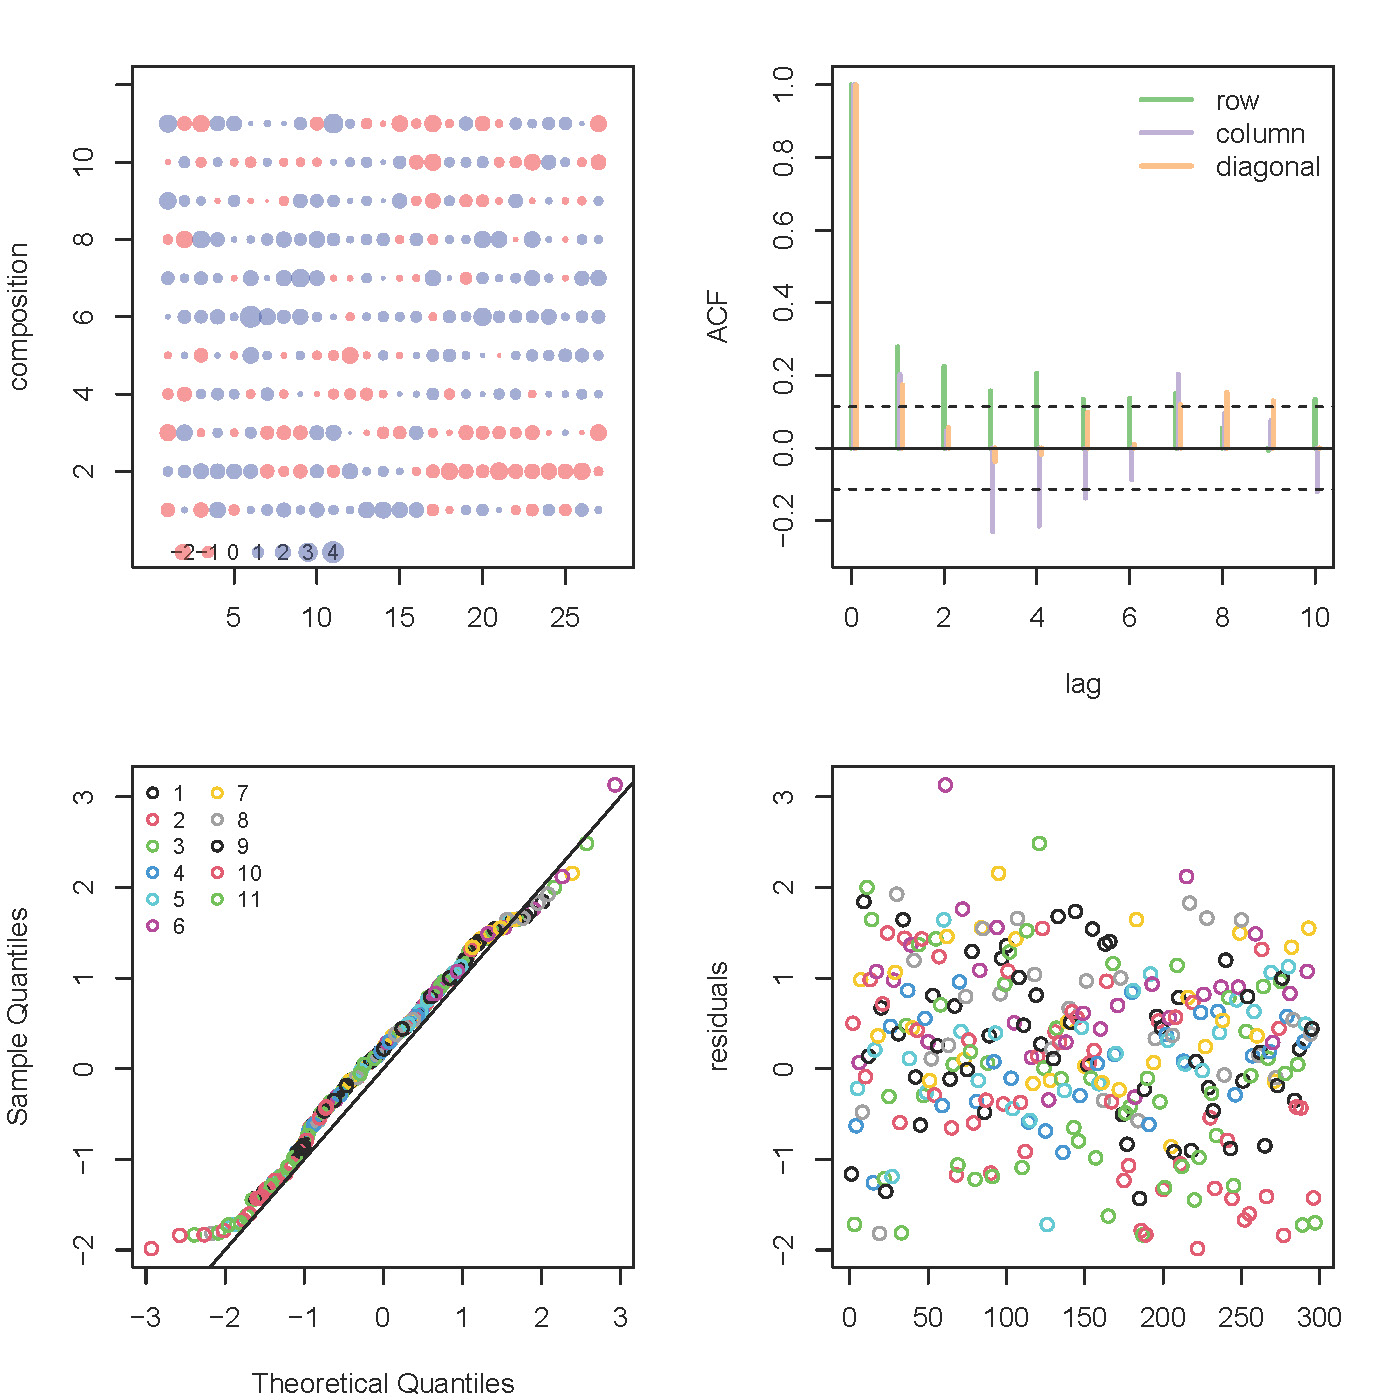 composition
10
8
6
4
2
−2 −1 0 1 2 3 4
5 10 15 20 25
ACF
1.0
0.8
0.6
0.4
0.2
0.0
−0.2
row
column
diagonal
0 2 4 6 8 10
lag
Sample Quantiles
3
2
1
0
−1
−2
1 7
2 8
3 9
4 10
5 11
6
−3 −2 −1 0 1 2 3
Theoretical Quantiles
residuals
3
2
1
0
−1
−2
0 50 100 150 200 250 300